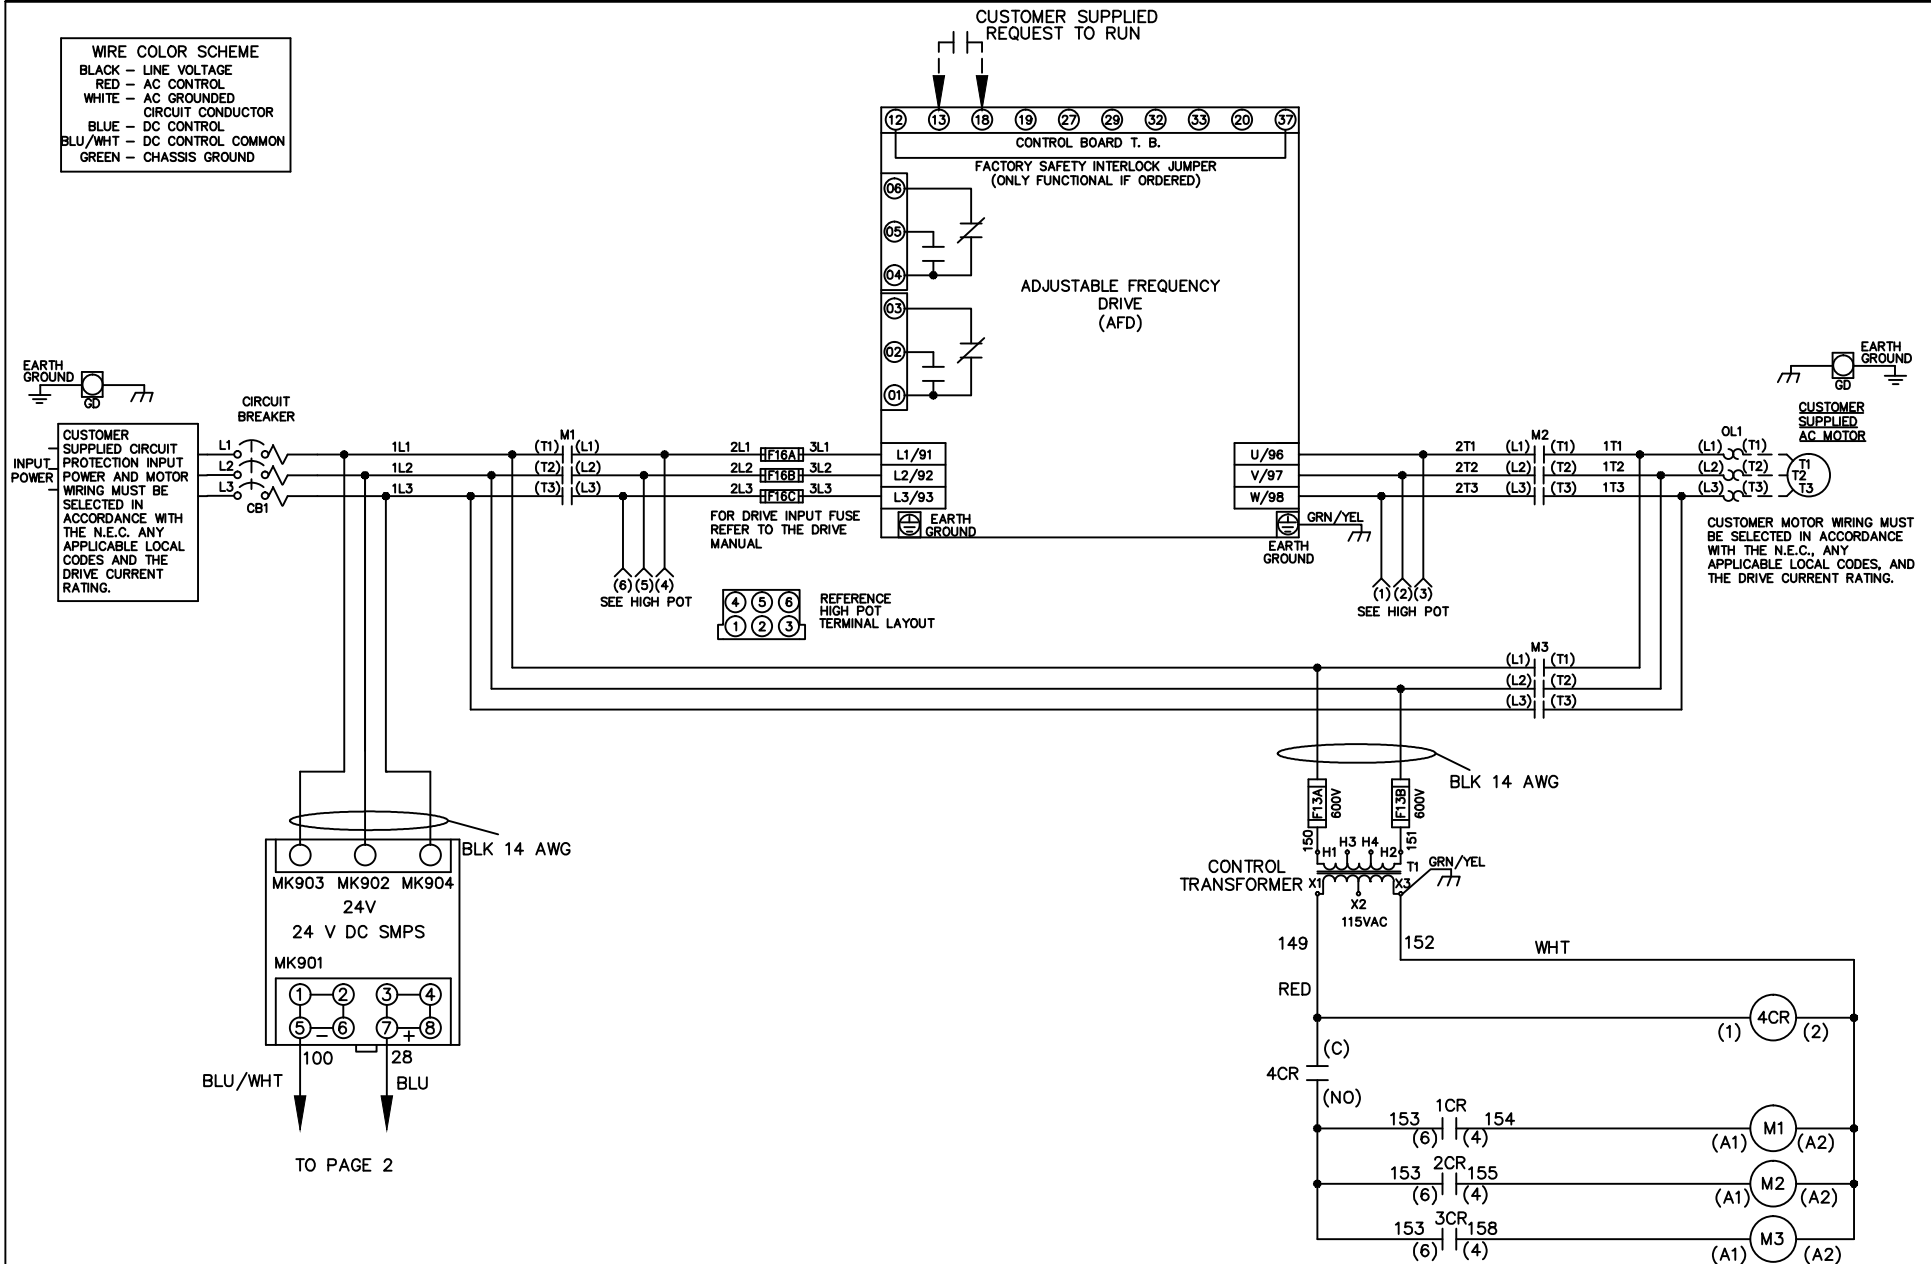 CUSTOMER SUPPLIED
REQUEST TO RUN
WIRE COLOR SCHEME
BLACK – LINE VOLTAGE
RED – AC CONTROL
WHITE – AC GROUNDED
CIRCUIT CONDUCTOR
BLUE – DC CONTROL
BLU/WHT – DC CONTROL COMMON
GREEN – CHASSIS GROUND
12 13 18 19 27 29 32 33 20 37
CONTROL BOARD T. B.
FACTORY SAFETY INTERLOCK JUMPER
(ONLY FUNCTIONAL IF ORDERED)
06
05
04
03
02
01
ADJUSTABLE FREQUENCY
DRIVE
(AFD)
EARTH
GROUND
GD
CIRCUIT
BREAKER
INPUT
POWER
CUSTOMER
SUPPLIED CIRCUIT
PROTECTION INPUT
POWER AND MOTOR
WIRING MUST BE
SELECTED IN
ACCORDANCE WITH
THE N.E.C. ANY
APPLICABLE LOCAL
CODES AND THE
DRIVE CURRENT
RATING.
L1
L2
L3
CB1
1L1
1L2
1L3
M1
(T1) (L1)
(T2) (L2)
(T3) (L3)
2L1 F16A 3L1
2L2 F16B 3L2
2L3 F16C 3L3
FOR DRIVE INPUT FUSE
REFER TO THE DRIVE
MANUAL
L1/91
L2/92
L3/93
EARTH
GROUND
U/96
V/97
W/98
GRN/YEL
EARTH
GROUND
2T1
2T2
2T3
M2
(L1) (T1)
(L2) (T2)
(L3) (T3)
1T1
1T2
1T3
OL1
(L1) (T1)
(L2) (T2)
(L3) (T3)
T1
T2
T3
EARTH
GROUND
GD
CUSTOMER
SUPPLIED
AC MOTOR
CUSTOMER MOTOR WIRING MUST
BE SELECTED IN ACCORDANCE
WITH THE N.E.C., ANY
APPLICABLE LOCAL CODES, AND
THE DRIVE CURRENT RATING.
(6) (5) (4)
SEE HIGH POT
4 5 6
1 2 3
REFERENCE
HIGH POT
TERMINAL LAYOUT
(1) (2) (3)
SEE HIGH POT
M3
(L1) (T1)
(L2) (T2)
(L3) (T3)
BLK 14 AWG
F13A
600V
F13B
600V
150
151
H1 H3 H4 H2
T1
GRN/YEL
CONTROL
TRANSFORMER
X1 X3
X2
115VAC
149
152
WHT
RED
4CR
(1) (2)
(C)
4CR
(NO)
1CR
153 154
(6) (4)
M1
(A1) (A2)
2CR
153 155
(6) (4)
M2
(A1) (A2)
3CR
153 158
(6) (4)
M3
(A1) (A2)
BLK 14 AWG
MK903 MK902 MK904
24V
24 V DC SMPS
MK901
1 2 3 4
5 – 6 7 + 8
100 28
BLU/WHT
BLU
TO PAGE 2